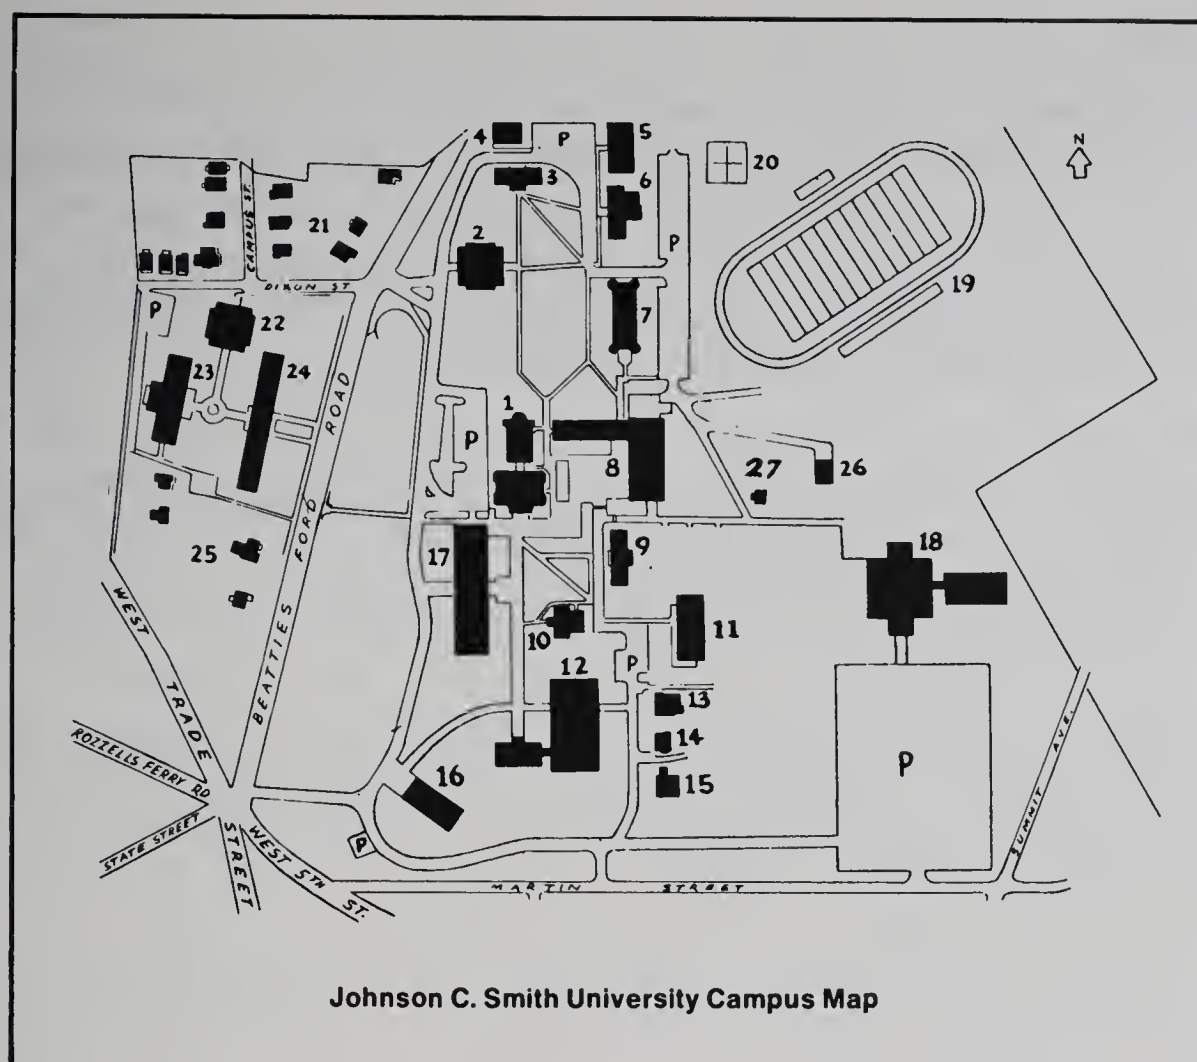 N
4
P
5
20
3
6
21
CAMPUS ST.
2
P
DIXON ST
19
P
22
7
23
24
1
P
8
26
27
P
17
9
18
25
10
11
12
P
13
14
15
16
P
P
WEST TRADE STREET
BEATTIES FORD ROAD
ROZZELLS FERRY RD
STATE STREET
WEST 5TH ST.
MARTIN STREET
SUMMIT AVE.
Johnson C. Smith University Campus Map